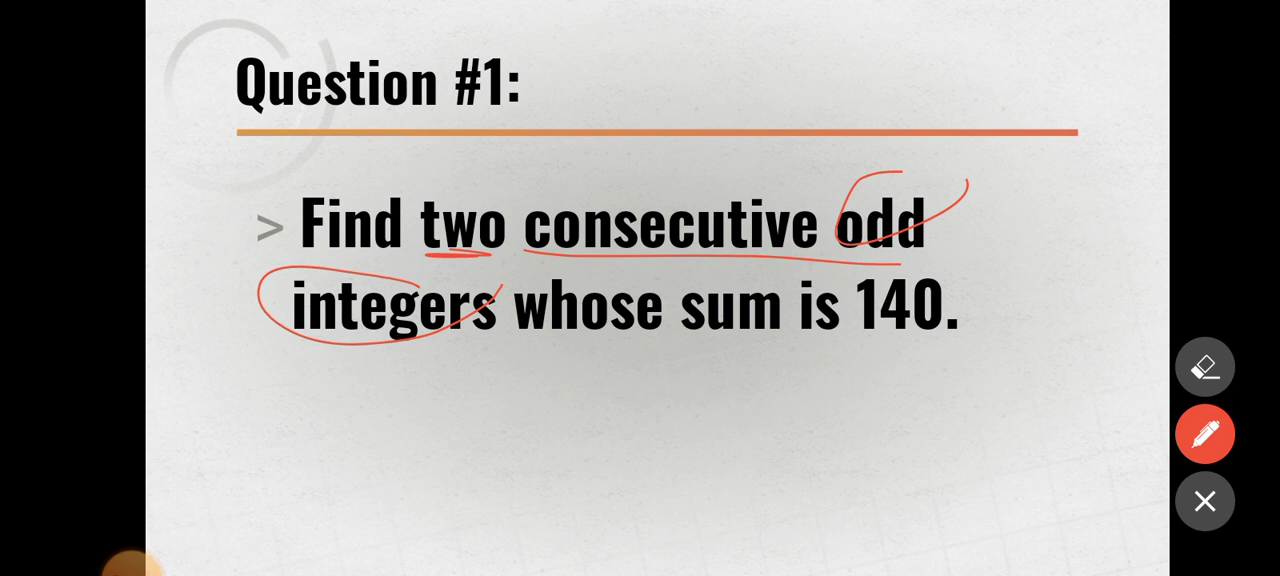 Question #1:
> Find two consecutive odd
integers whose sum is 140.